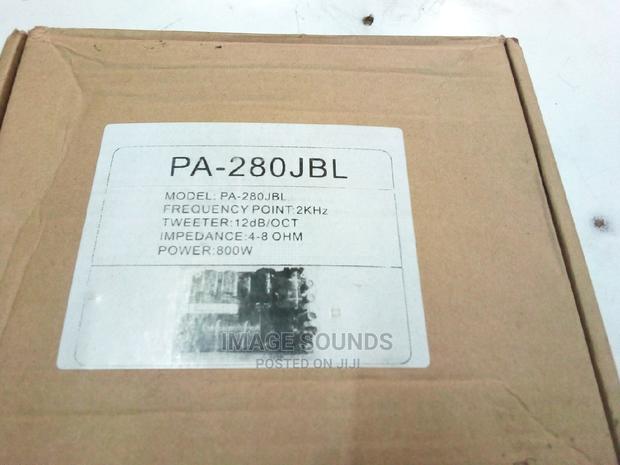 PA-280JBL
MODEL: PA-280JBL
FREQUENCY POINT:2KHz
TWEETER:12dB/OCT
IMPEDANCE:4-8 OHM
POWER:800W
IMAGE SOUNDS
POSTED ON JIJI